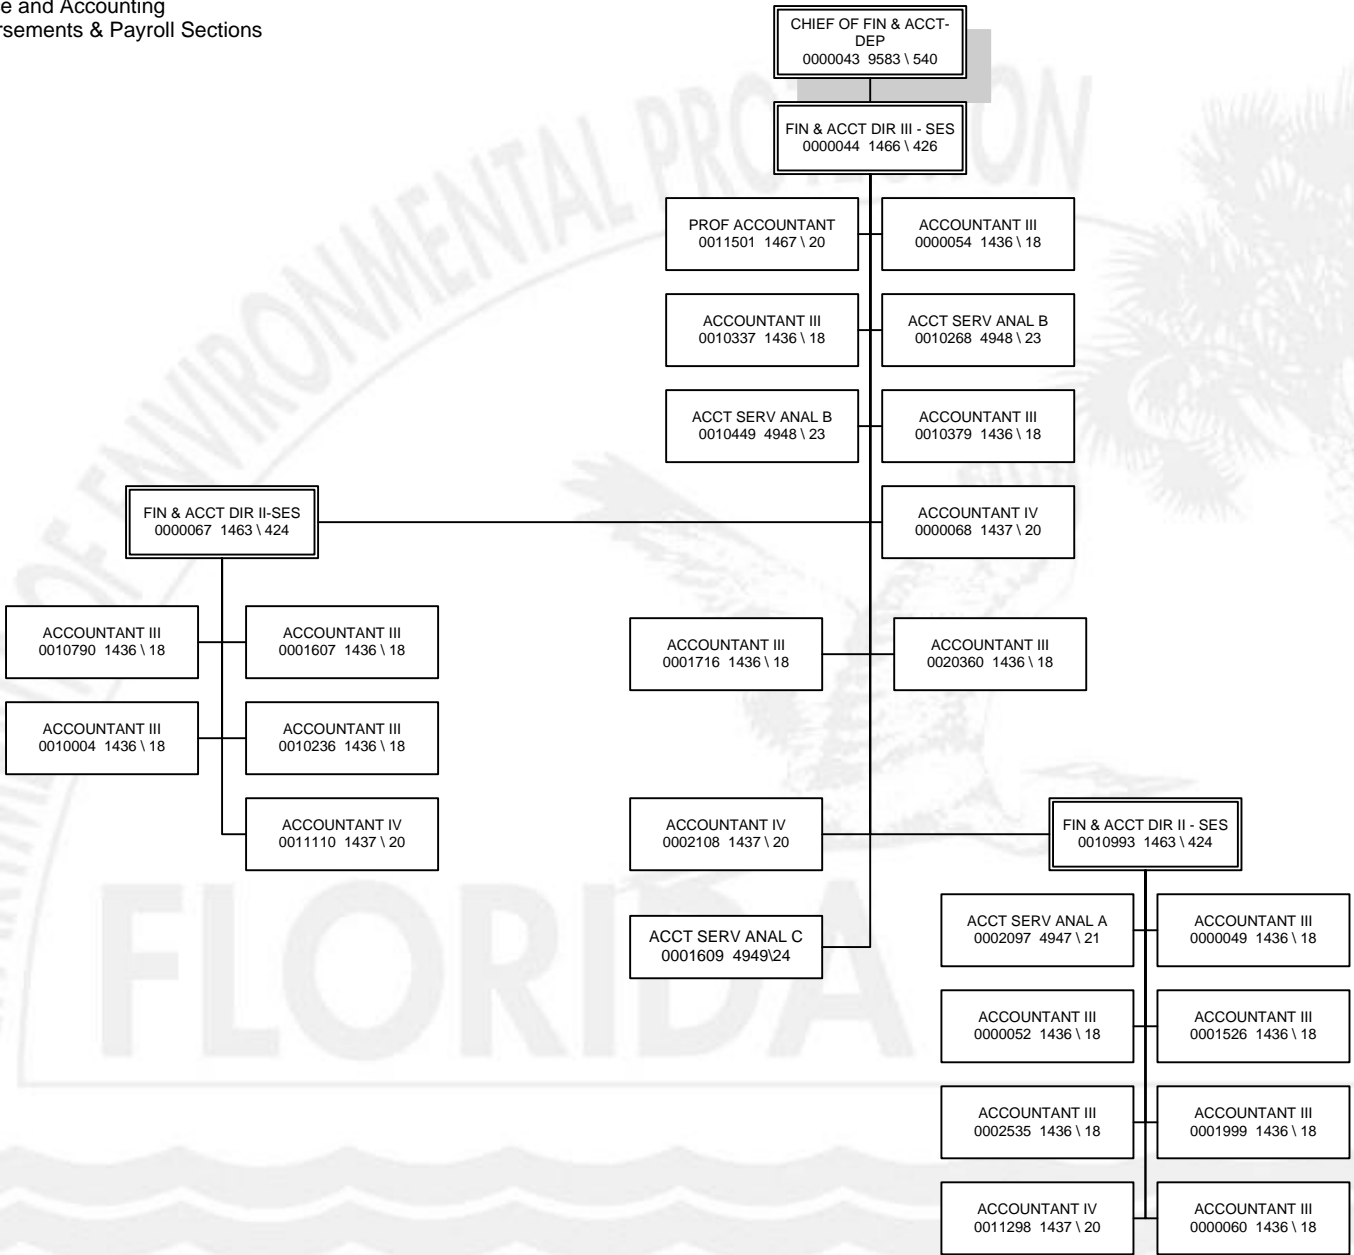 e and Accounting
rsements & Payroll Sections
CHIEF OF FIN & ACCT-
DEP
0000043 9583 \ 540
FIN & ACCT DIR III - SES
0000044 1466 \ 426
PROF ACCOUNTANT
0011501 1467 \ 20
ACCOUNTANT III
0000054 1436 \ 18
ACCOUNTANT III
0010337 1436 \ 18
ACCT SERV ANAL B
0010268 4948 \ 23
ACCT SERV ANAL B
0010449 4948 \ 23
ACCOUNTANT III
0010379 1436 \ 18
FIN & ACCT DIR II-SES
0000067 1463 \ 424
ACCOUNTANT IV
0000068 1437 \ 20
ACCOUNTANT III
0010790 1436 \ 18
ACCOUNTANT III
0001607 1436 \ 18
ACCOUNTANT III
0001716 1436 \ 18
ACCOUNTANT III
0020360 1436 \ 18
ACCOUNTANT III
0010004 1436 \ 18
ACCOUNTANT III
0010236 1436 \ 18
ACCOUNTANT IV
0011110 1437 \ 20
ACCOUNTANT IV
0002108 1437 \ 20
FIN & ACCT DIR II - SES
0010993 1463 \ 424
ACCT SERV ANAL C
0001609 4949\24
ACCT SERV ANAL A
0002097 4947 \ 21
ACCOUNTANT III
0000049 1436 \ 18
ACCOUNTANT III
0000052 1436 \ 18
ACCOUNTANT III
0001526 1436 \ 18
ACCOUNTANT III
0002535 1436 \ 18
ACCOUNTANT III
0001999 1436 \ 18
ACCOUNTANT IV
0011298 1437 \ 20
ACCOUNTANT III
0000060 1436 \ 18
OF ENVIRONMENTAL PROTECTION
FLORIDA